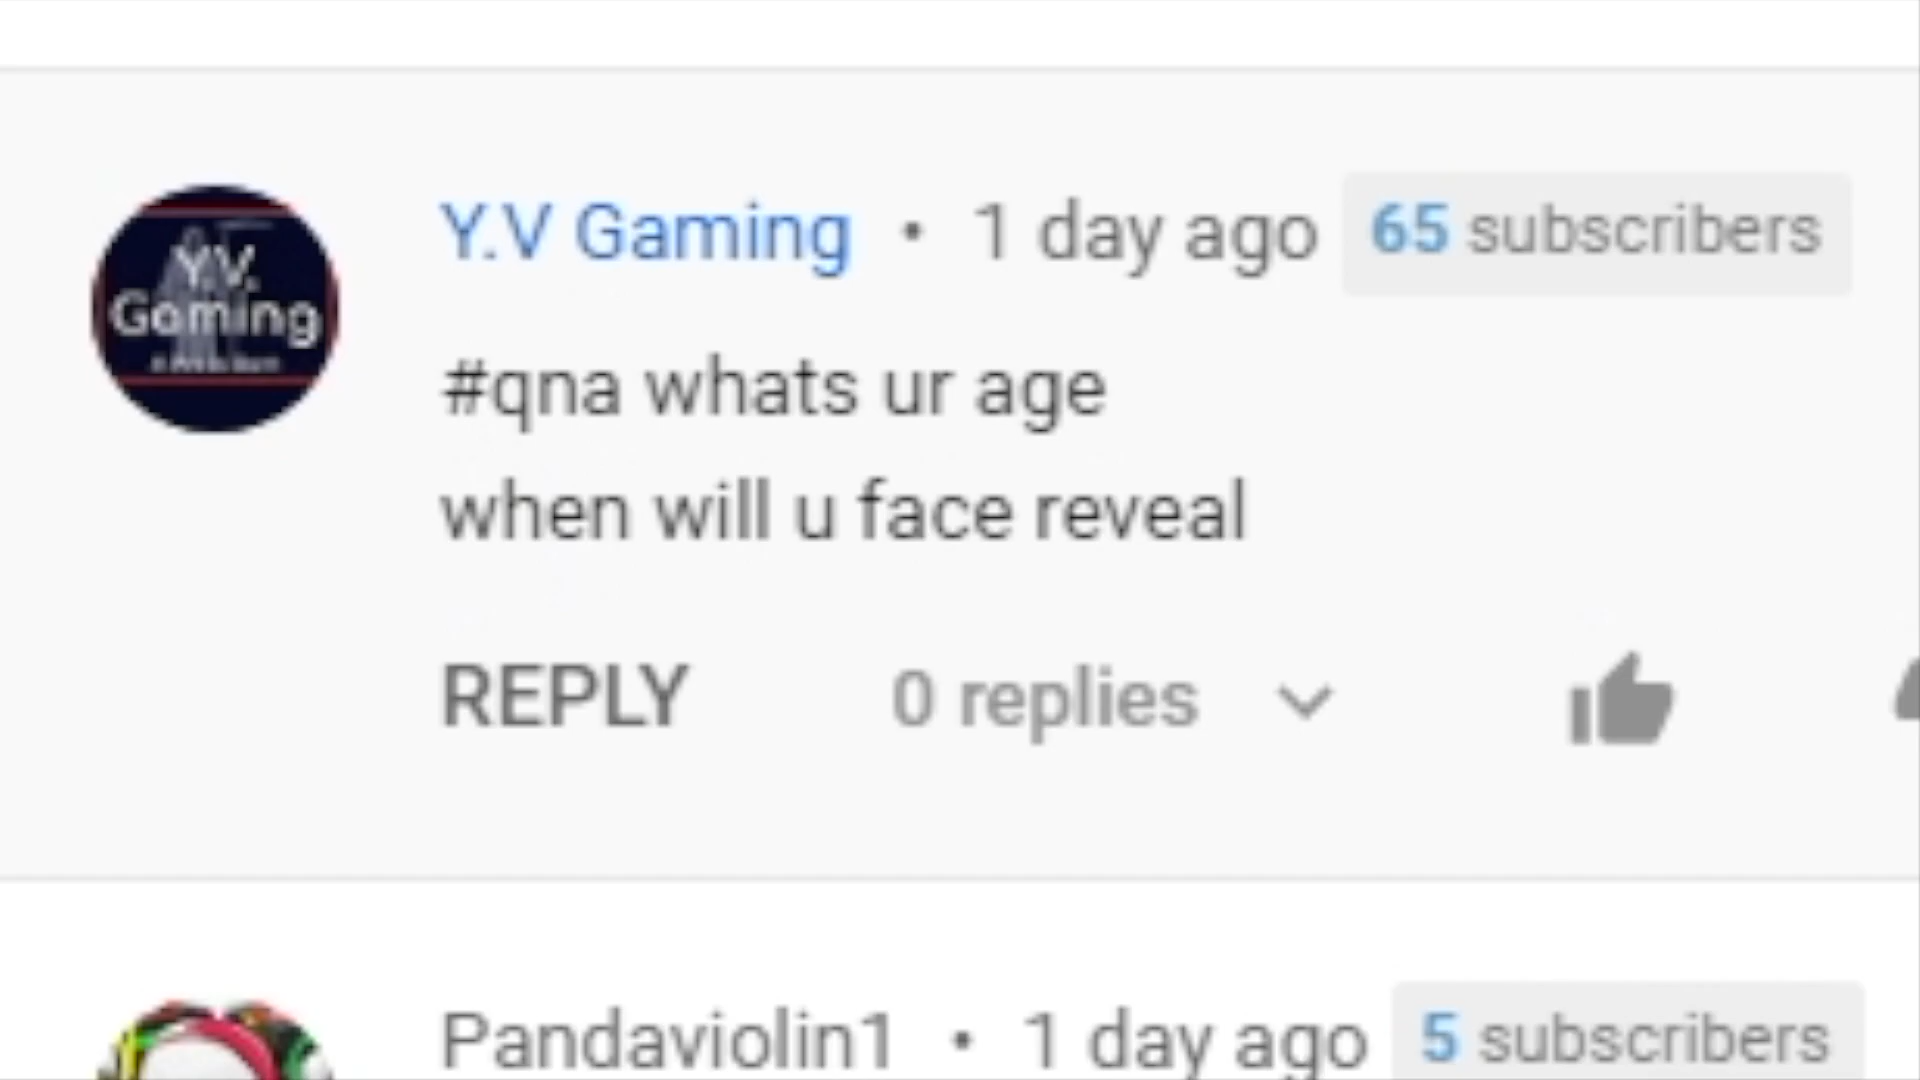 Y.V Gaming • 1 day ago 65 subscribers
Y.V.
Gaming
#qna whats ur age
when will u face reveal
REPLY 0 replies
Pandaviolin1 • 1 day ago 5 subscribers